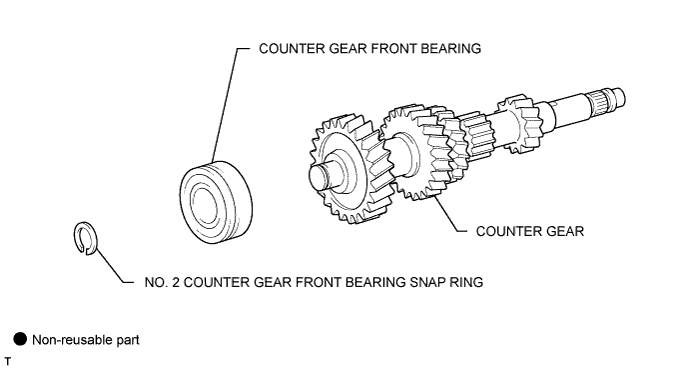 COUNTER GEAR FRONT BEARING
COUNTER GEAR
NO. 2 COUNTER GEAR FRONT BEARING SNAP RING
Non-reusable part
T